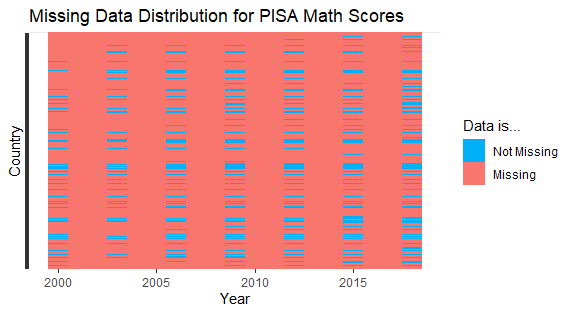 Missing Data Distribution for PISA Math Scores
Country
Data is...
Not Missing
Missing
2000
2005
2010
2015
Year